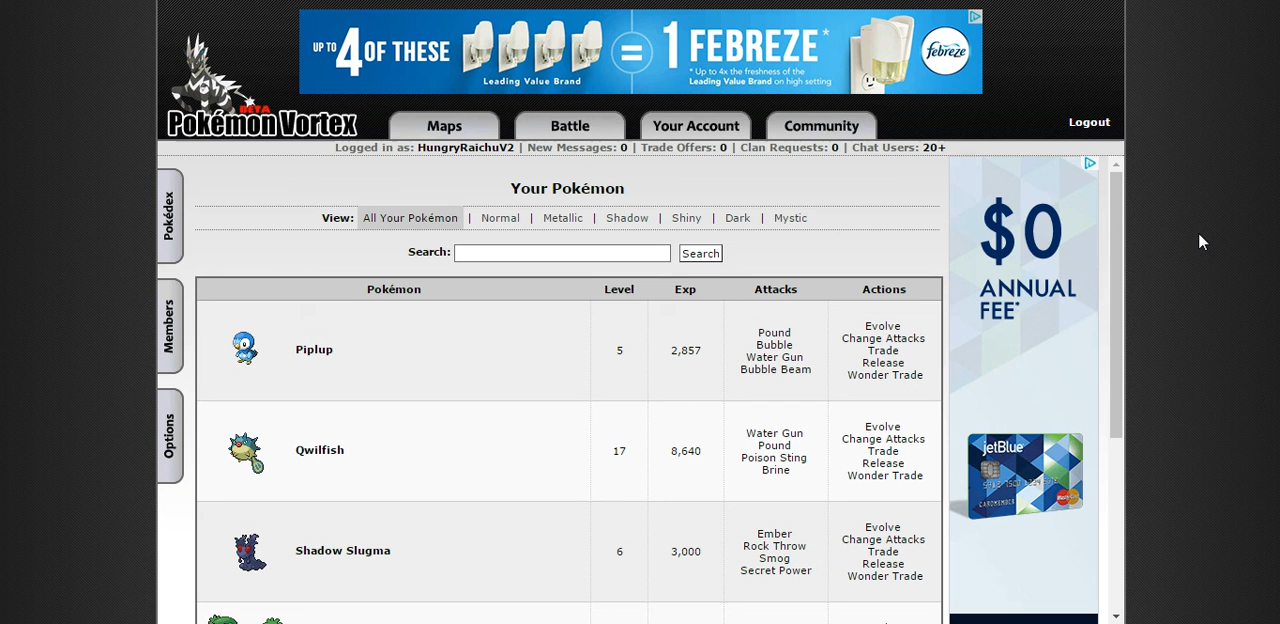 UP TO 4 OF THESE = 1 FEBREZE*
Leading Value Brand
* Up to 4x the freshness of the
Leading Value Brand on high setting
febreze
BETA
Pokémon Vortex
Maps Battle Your Account Community
Logout
Logged in as: HungryRaichuV2 | New Messages: 0 | Trade Offers: 0 | Clan Requests: 0 | Chat Users: 20+
Pokédex
Members
Options
Your Pokémon
View: All Your Pokémon | Normal | Metallic | Shadow | Shiny | Dark | Mystic
Search: Search
Pokémon Level Exp Attacks Actions
Piplup 5 2,857
Pound
Bubble
Water Gun
Bubble Beam
Evolve
Change Attacks
Trade
Release
Wonder Trade
Qwilfish 17 8,640
Water Gun
Pound
Poison Sting
Brine
Evolve
Change Attacks
Trade
Release
Wonder Trade
Shadow Slugma 6 3,000
Ember
Rock Throw
Smog
Secret Power
Evolve
Change Attacks
Trade
Release
Wonder Trade
$0
ANNUAL
FEE*
jetBlue
CARDMEMBER
MasterCard